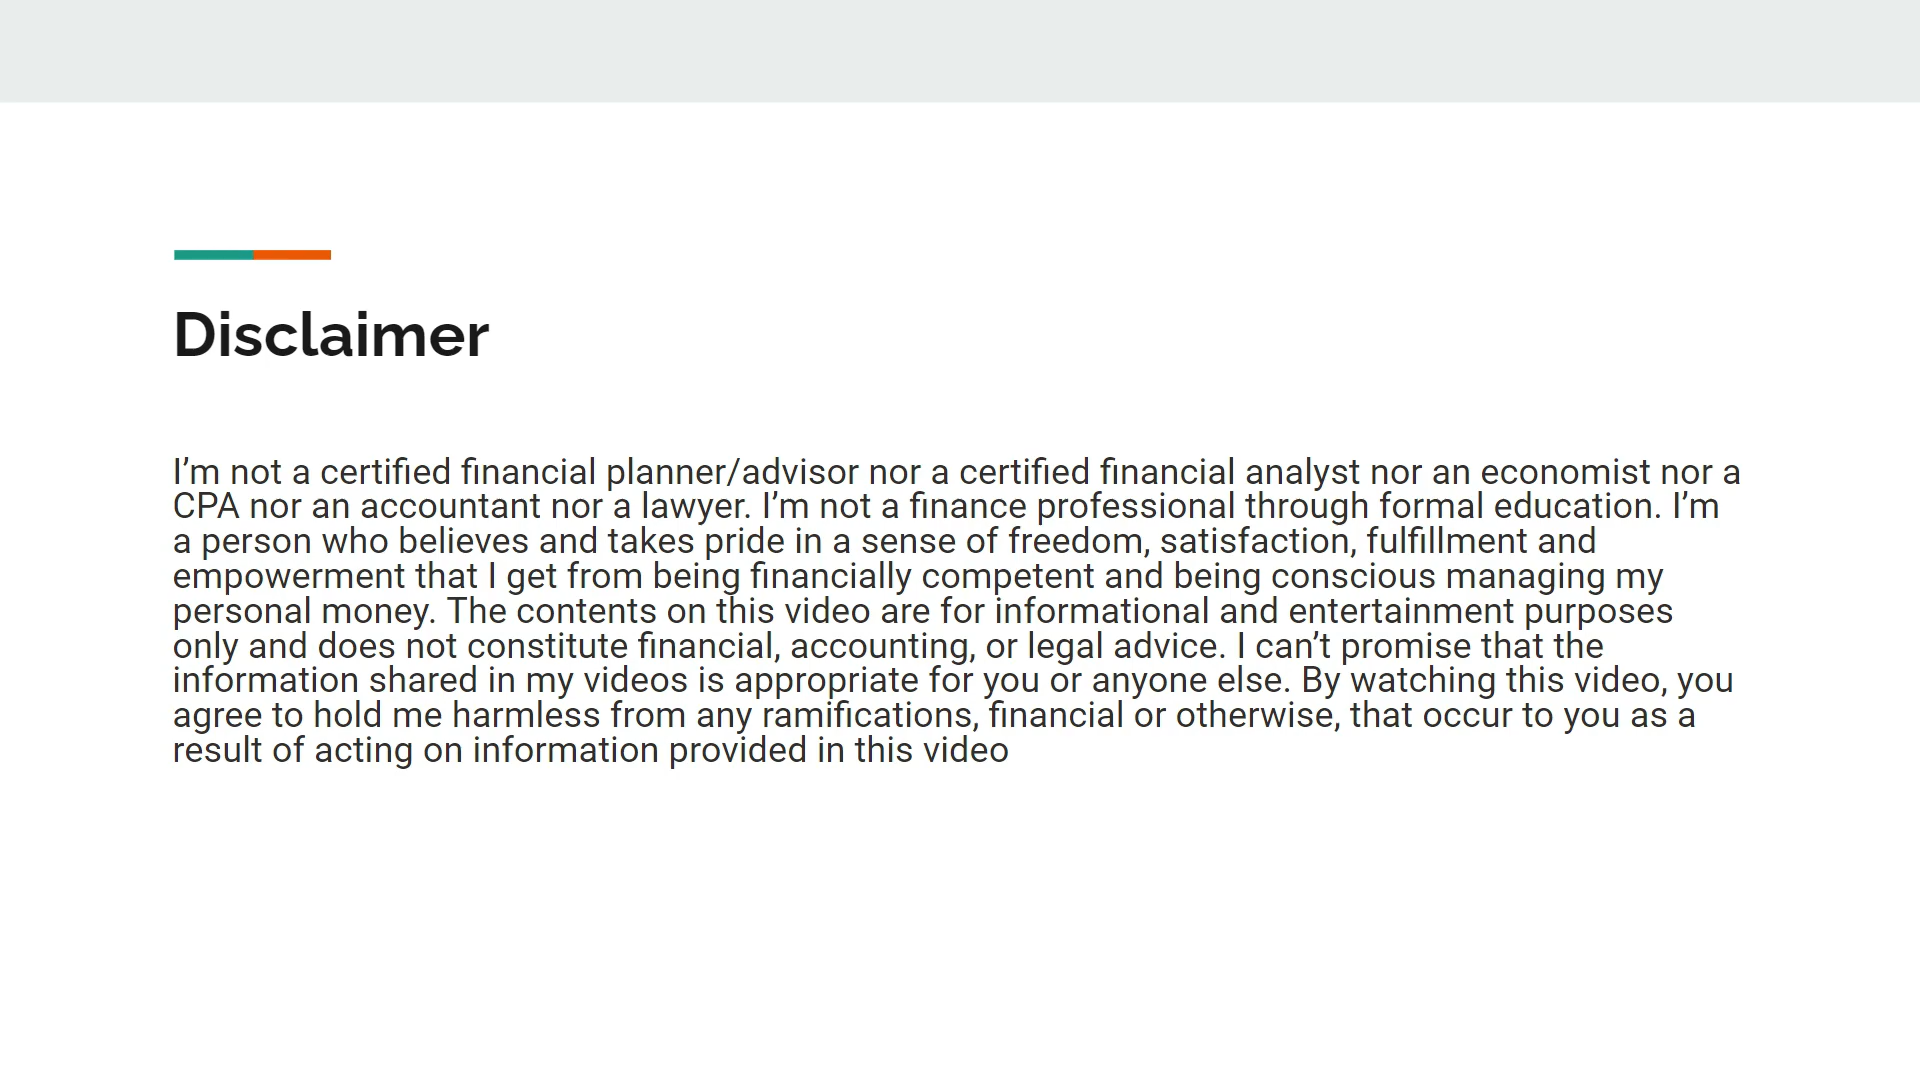 Disclaimer
I’m not a certified financial planner/advisor nor a certified financial analyst nor an economist nor a
CPA nor an accountant nor a lawyer. I’m not a finance professional through formal education. I’m
a person who believes and takes pride in a sense of freedom, satisfaction, fulfillment and
empowerment that I get from being financially competent and being conscious managing my
personal money. The contents on this video are for informational and entertainment purposes
only and does not constitute financial, accounting, or legal advice. I can’t promise that the
information shared in my videos is appropriate for you or anyone else. By watching this video, you
agree to hold me harmless from any ramifications, financial or otherwise, that occur to you as a
result of acting on information provided in this video